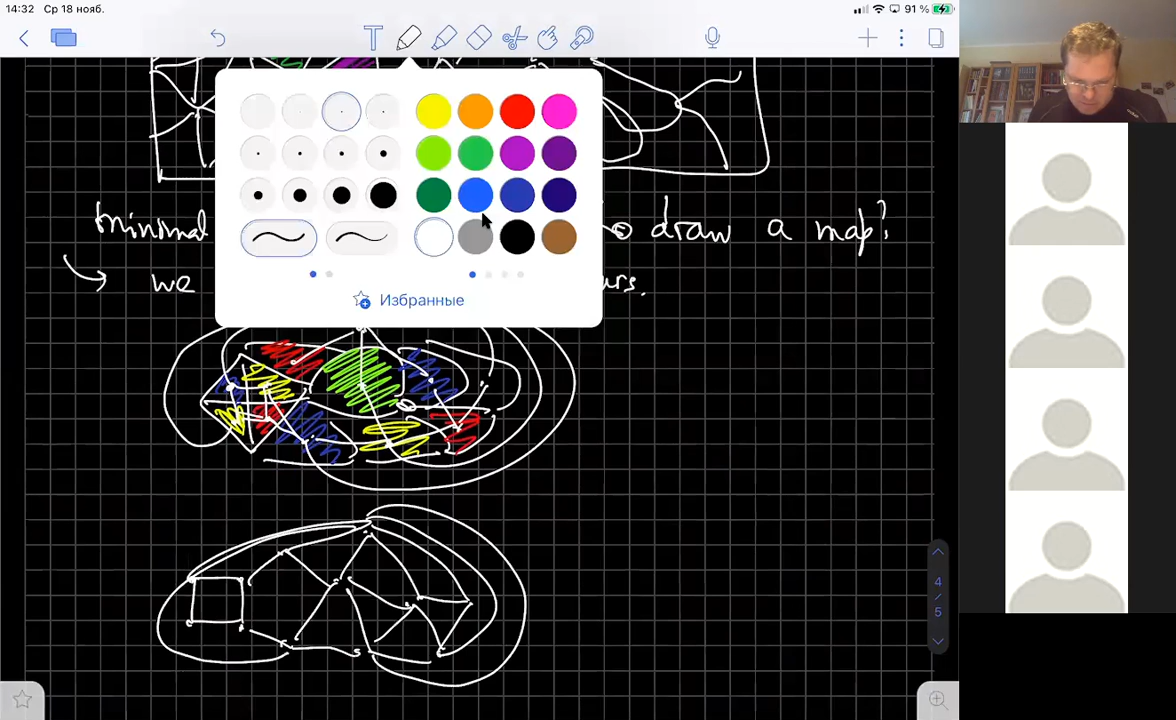 14:32 Ср 18 нояб.
91 %
T
minimal draw a map?
we urs.
Избранные
4
/
5